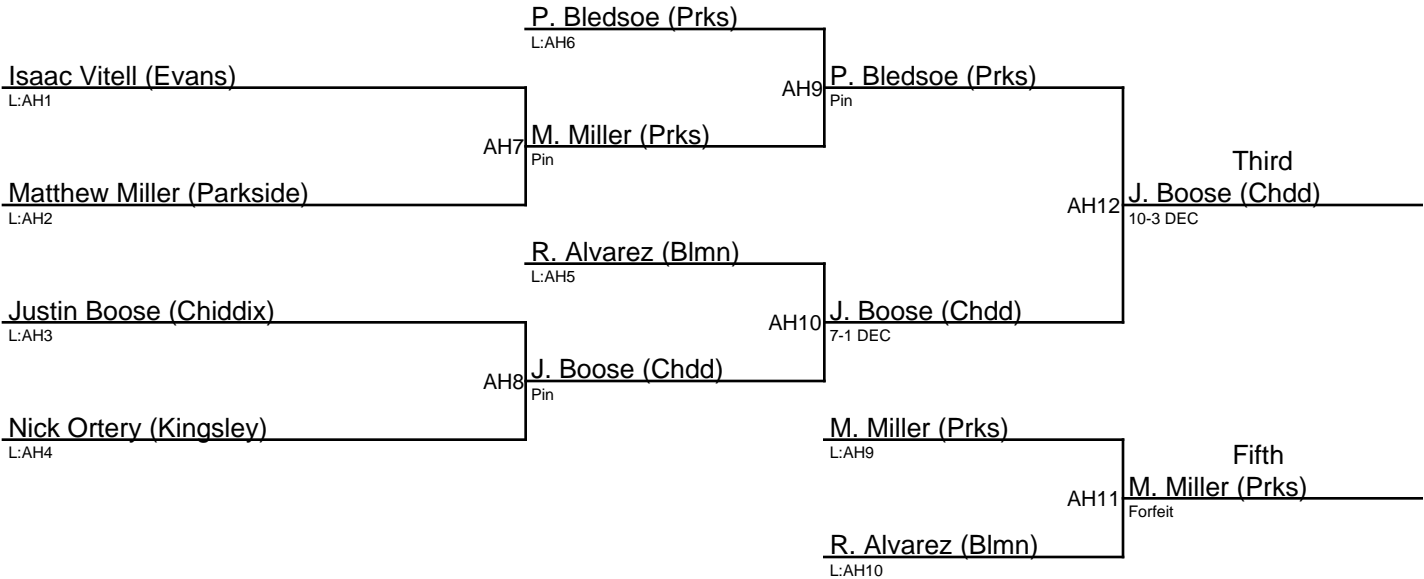 P. Bledsoe (Prks)
L:AH6
Isaac Vitell (Evans)
L:AH1
AH9
P. Bledsoe (Prks)
Pin
AH7
M. Miller (Prks)
Pin
Third
Matthew Miller (Parkside)
L:AH2
AH12
J. Boose (Chdd)
10-3 DEC
R. Alvarez (Blmn)
L:AH5
Justin Boose (Chiddix)
L:AH3
AH10
J. Boose (Chdd)
7-1 DEC
AH8
J. Boose (Chdd)
Pin
Nick Ortery (Kingsley)
L:AH4
M. Miller (Prks)
L:AH9
Fifth
AH11
M. Miller (Prks)
Forfeit
R. Alvarez (Blmn)
L:AH10